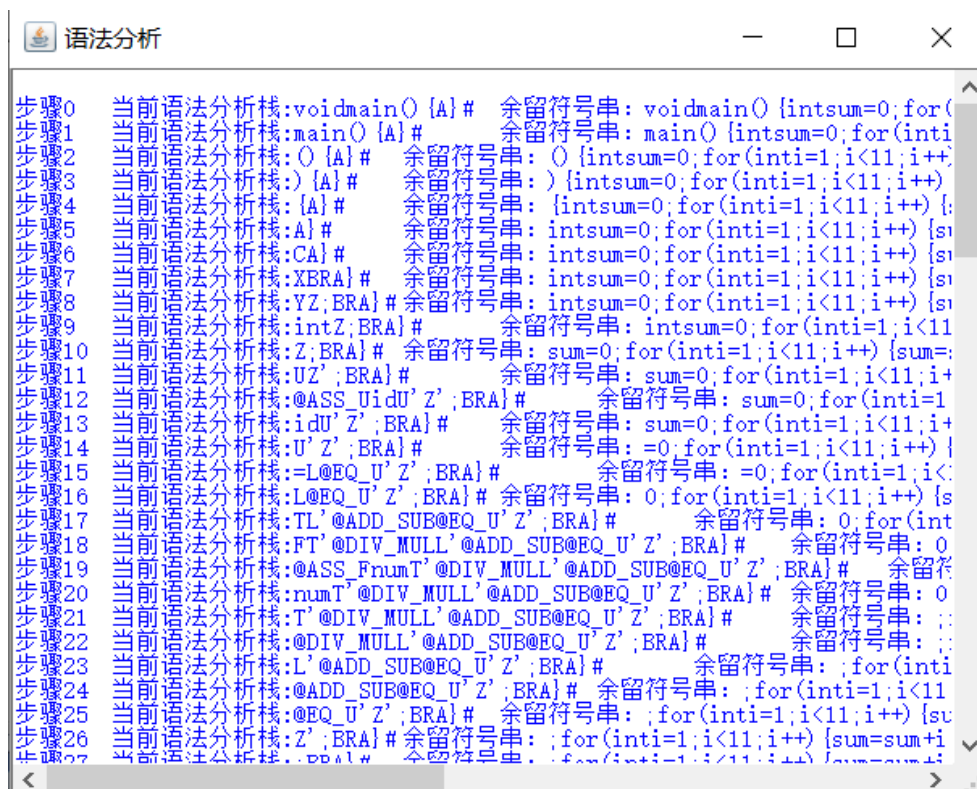 语法分析
步骤0 当前语法分析栈:voidmain(){A}# 余留符号串: voidmain(){intsum=0;for(
步骤1 当前语法分析栈:main(){A}# 余留符号串: main(){intsum=0;for(inti
步骤2 当前语法分析栈:(){A}# 余留符号串: (){intsum=0;for(inti=1;i<11;i++)
步骤3 当前语法分析栈:){A}# 余留符号串: ){intsum=0;for(inti=1;i<11;i++)
步骤4 当前语法分析栈:{A}# 余留符号串: {intsum=0;for(inti=1;i<11;i++){
步骤5 当前语法分析栈:A}# 余留符号串: intsum=0;for(inti=1;i<11;i++){s
步骤6 当前语法分析栈:CA}# 余留符号串: intsum=0;for(inti=1;i<11;i++){s
步骤7 当前语法分析栈:XBRA}# 余留符号串: intsum=0;for(inti=1;i<11;i++){s
步骤8 当前语法分析栈:YZ;BRA}# 余留符号串: intsum=0;for(inti=1;i<11;i++){s
步骤9 当前语法分析栈:intZ;BRA}# 余留符号串: intsum=0;for(inti=1;i<11
步骤10 当前语法分析栈:Z;BRA}# 余留符号串: sum=0;for(inti=1;i<11;i++){sum=
步骤11 当前语法分析栈:UZ';BRA}# 余留符号串: sum=0;for(inti=1;i<11;i+
步骤12 当前语法分析栈:@ASS_UidU'Z';BRA}# 余留符号串: sum=0;for(inti=1
步骤13 当前语法分析栈:idU'Z';BRA}# 余留符号串: sum=0;for(inti=1;i<11;i+
步骤14 当前语法分析栈:U'Z';BRA}# 余留符号串: =0;for(inti=1;i<11;i++){
步骤15 当前语法分析栈:=L@EQ_U'Z';BRA}# 余留符号串: =0;for(inti=1;i<
步骤16 当前语法分析栈:L@EQ_U'Z';BRA}# 余留符号串: 0;for(inti=1;i<11;i++){s
步骤17 当前语法分析栈:TL'@ADD_SUB@EQ_U'Z';BRA}# 余留符号串: 0;for(int
步骤18 当前语法分析栈:FT'@DIV_MULL'@ADD_SUB@EQ_U'Z';BRA}# 余留符号串: 0
步骤19 当前语法分析栈:@ASS_FnumT'@DIV_MULL'@ADD_SUB@EQ_U'Z';BRA}# 余留符
步骤20 当前语法分析栈:numT'@DIV_MULL'@ADD_SUB@EQ_U'Z';BRA}# 余留符号串: 0
步骤21 当前语法分析栈:T'@DIV_MULL'@ADD_SUB@EQ_U'Z';BRA}# 余留符号串: ;
步骤22 当前语法分析栈:@DIV_MULL'@ADD_SUB@EQ_U'Z';BRA}# 余留符号串: ;
步骤23 当前语法分析栈:L'@ADD_SUB@EQ_U'Z';BRA}# 余留符号串: ;for(inti
步骤24 当前语法分析栈:@ADD_SUB@EQ_U'Z';BRA}# 余留符号串: ;for(inti=1;i<11
步骤25 当前语法分析栈:@EQ_U'Z';BRA}# 余留符号串: ;for(inti=1;i<11;i++){su
步骤26 当前语法分析栈:Z';BRA}# 余留符号串: ;for(inti=1;i<11;i++){sum=sum+i
步骤27 当前语法分析栈:;BRA}# 余留符号串: ;for(inti=1;i<11;i++){sum=sum+i